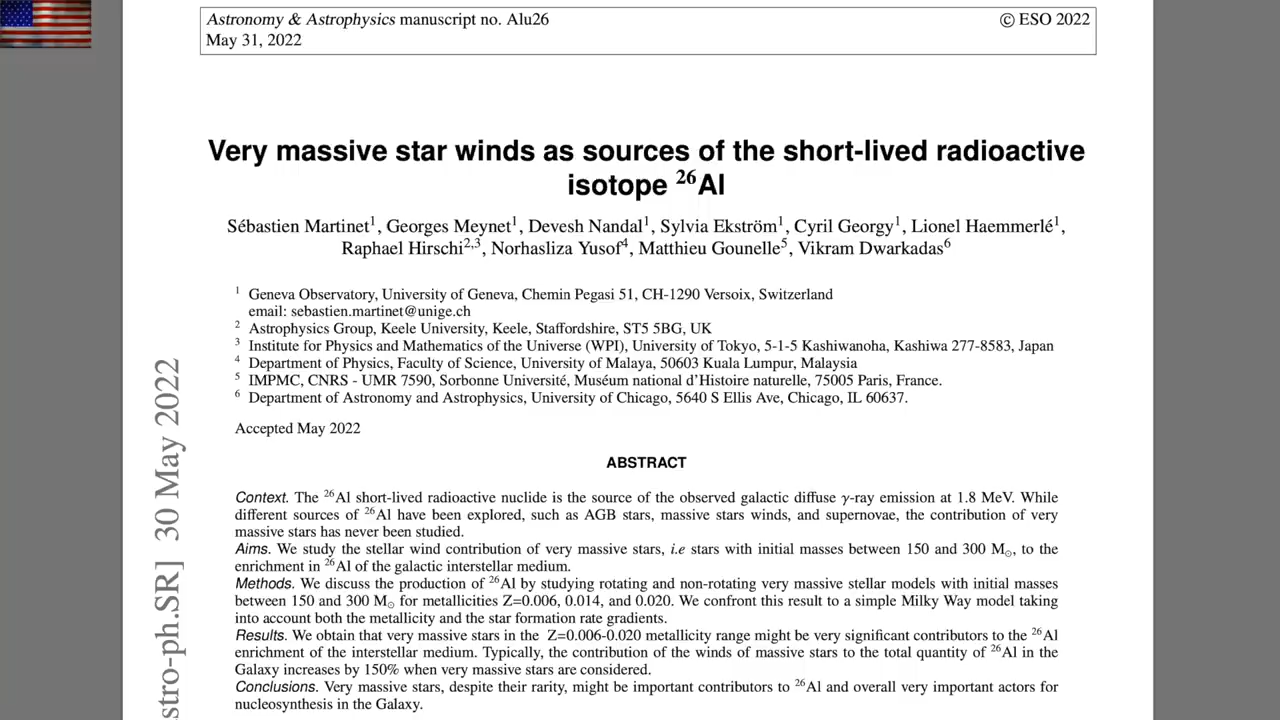 Astronomy & Astrophysics manuscript no. Alu26
© ESO 2022
May 31, 2022
Very massive star winds as sources of the short-lived radioactive
isotope ²⁶Al
Sébastien Martinet¹, Georges Meynet¹, Devesh Nandal¹, Sylvia Ekström¹, Cyril Georgy¹, Lionel Haemmerlé¹,
Raphael Hirschi²,³, Norhasliza Yusof⁴, Matthieu Gounelle⁵, Vikram Dwarkadas⁶
¹ Geneva Observatory, University of Geneva, Chemin Pegasi 51, CH-1290 Versoix, Switzerland
email: sebastien.martinet@unige.ch
² Astrophysics Group, Keele University, Keele, Staffordshire, ST5 5BG, UK
³ Institute for Physics and Mathematics of the Universe (WPI), University of Tokyo, 5-1-5 Kashiwanoha, Kashiwa 277-8583, Japan
⁴ Department of Physics, Faculty of Science, University of Malaya, 50603 Kuala Lumpur, Malaysia
⁵ IMPMC, CNRS - UMR 7590, Sorbonne Université, Muséum national d'Histoire naturelle, 75005 Paris, France.
⁶ Department of Astronomy and Astrophysics, University of Chicago, 5640 S Ellis Ave, Chicago, IL 60637.
Accepted May 2022
ABSTRACT
Context. The ²⁶Al short-lived radioactive nuclide is the source of the observed galactic diffuse γ-ray emission at 1.8 MeV. While
different sources of ²⁶Al have been explored, such as AGB stars, massive stars winds, and supernovae, the contribution of very
massive stars has never been studied.
Aims. We study the stellar wind contribution of very massive stars, i.e stars with initial masses between 150 and 300 M⊙, to the
enrichment in ²⁶Al of the galactic interstellar medium.
Methods. We discuss the production of ²⁶Al by studying rotating and non-rotating very massive stellar models with initial masses
between 150 and 300 M⊙ for metallicities Z=0.006, 0.014, and 0.020. We confront this result to a simple Milky Way model taking
into account both the metallicity and the star formation rate gradients.
Results. We obtain that very massive stars in the Z=0.006-0.020 metallicity range might be very significant contributors to the ²⁶Al
enrichment of the interstellar medium. Typically, the contribution of the winds of massive stars to the total quantity of ²⁶Al in the
Galaxy increases by 150% when very massive stars are considered.
Conclusions. Very massive stars, despite their rarity, might be important contributors to ²⁶Al and overall very important actors for
nucleosynthesis in the Galaxy.
stro-ph.SR] 30 May 2022